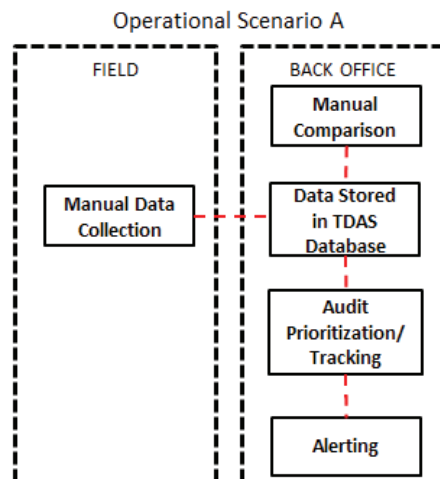 Operational Scenario A
FIELD
Manual Data
Collection
BACK OFFICE
Manual
Comparison
Data Stored
in TDAS
Database
Audit
Prioritization/
Tracking
Alerting